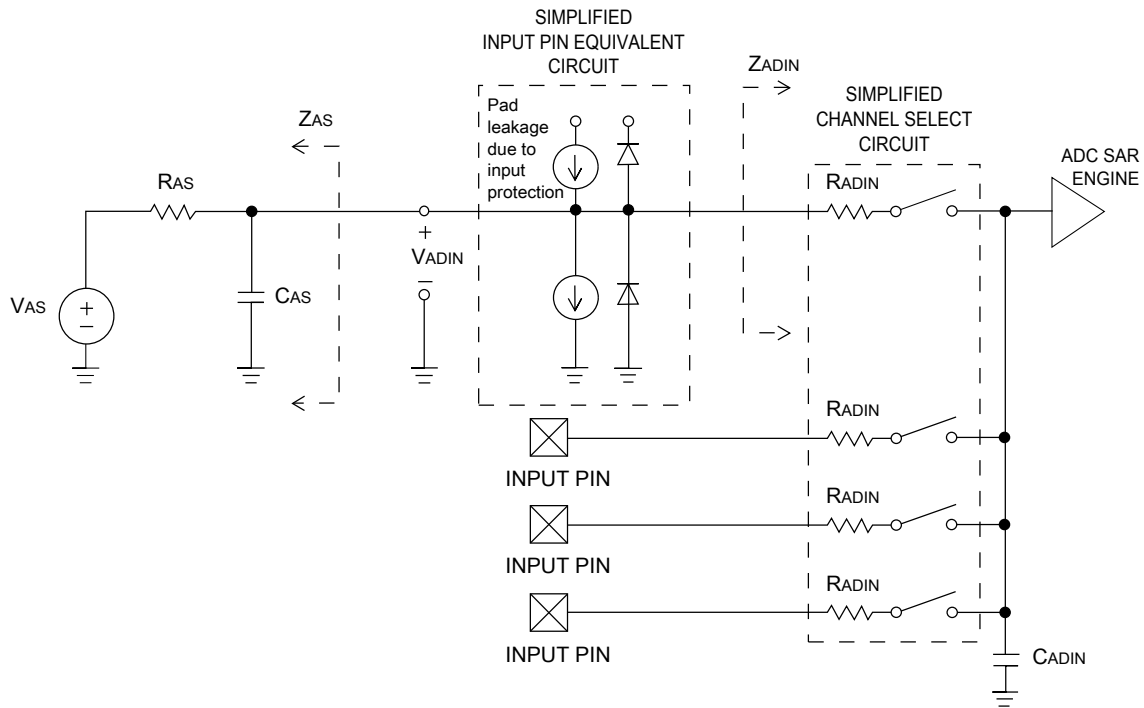 SIMPLIFIED
INPUT PIN EQUIVALENT
CIRCUIT
Pad
leakage
due to
input
protection
ZAS
RAS
VAS
+
−
CAS
+
VADIN
−
ZADIN
SIMPLIFIED
CHANNEL SELECT
CIRCUIT
RADIN
ADC SAR
ENGINE
RADIN
INPUT PIN
RADIN
INPUT PIN
RADIN
INPUT PIN
CADIN